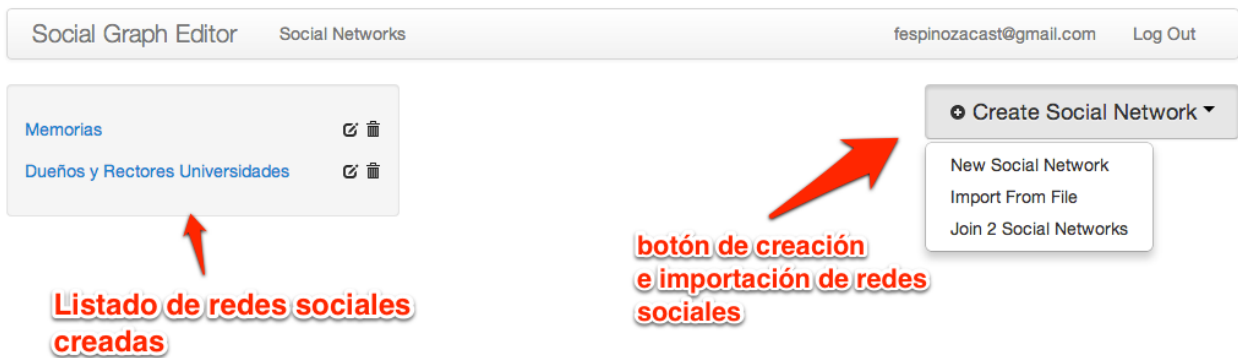 Social Graph Editor Social Networks fespinozacast@gmail.com Log Out
Memorias
Dueños y Rectores Universidades
Create Social Network
New Social Network
Import From File
Join 2 Social Networks
botón de creación
e importación de redes
sociales
Listado de redes sociales
creadas